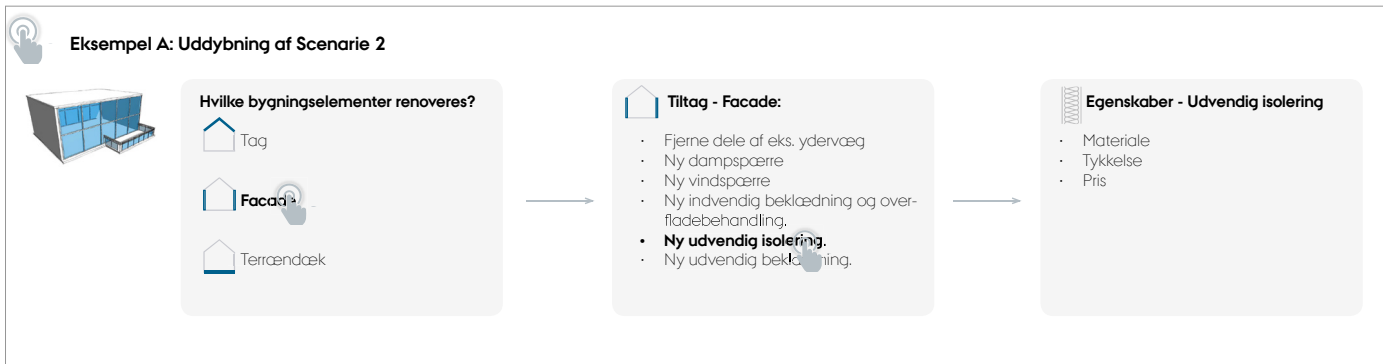 Eksempel A: Uddybning af Scenarie 2
Hvilke bygningselementer renoveres?
Tag
Facade
Terrændæk
Tiltag - Facade:
· Fjerne dele af eks. ydervæg
· Ny dampspærre
· Ny vindspærre
· Ny indvendig beklædning og over-
fladebehandling.
• Ny udvendig isolering.
· Ny udvendig beklædning.
Egenskaber - Udvendig isolering
· Materiale
· Tykkelse
· Pris